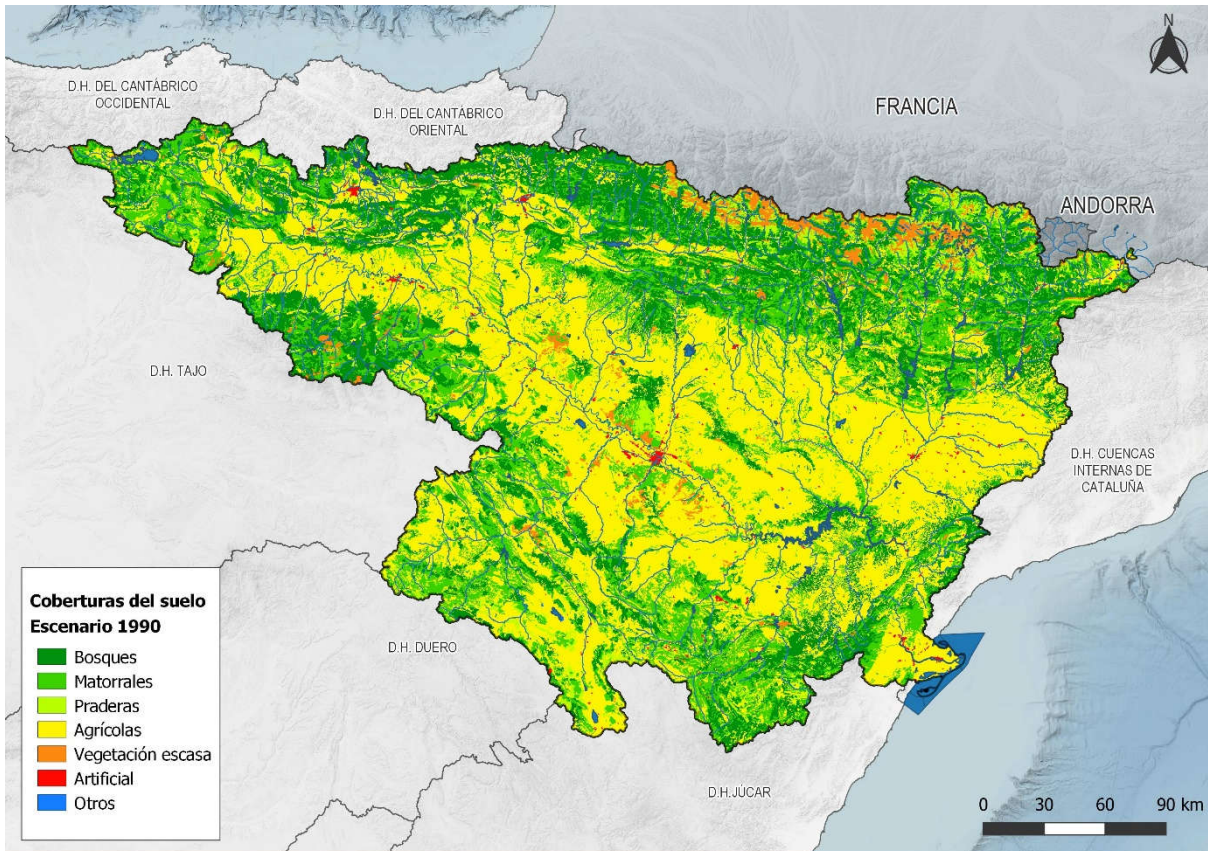 N
D.H. DEL CANTÁBRICO
OCCIDENTAL
D.H. DEL CANTÁBRICO
ORIENTAL
FRANCIA
ANDORRA
D.H. TAJO
D.H. CUENCAS
INTERNAS DE
CATALUÑA
D.H. DUERO
D.H.JÚCAR
Coberturas del suelo
Escenario 1990
Bosques
Matorrales
Praderas
Agrícolas
Vegetación escasa
Artificial
Otros
0 30 60 90 km